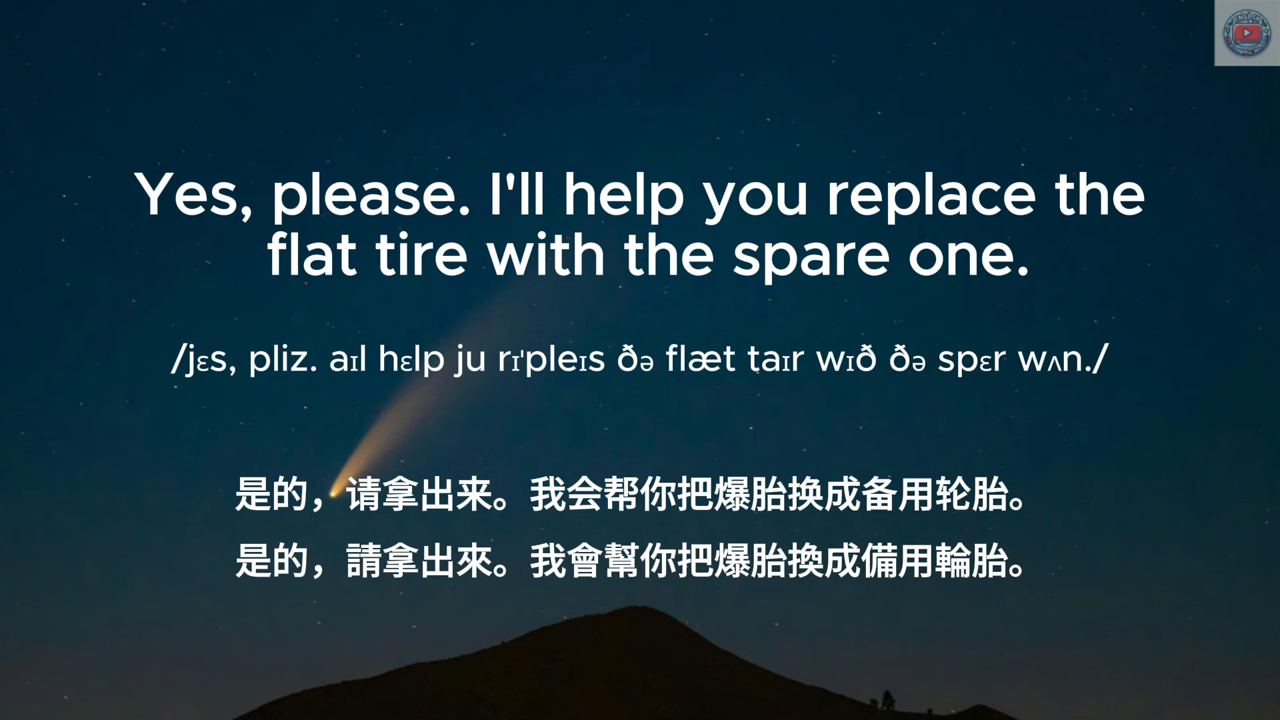 Yes, please. I'll help you replace the
flat tire with the spare one.
/jɛs, pliz. aɪl hɛlp ju rɪˈpleɪs ðə flæt taɪr wɪð ðə spɛr wʌn./
是的，请拿出来。我会帮你把爆胎换成备用轮胎。
是的，請拿出來。我會幫你把爆胎換成備用輪胎。